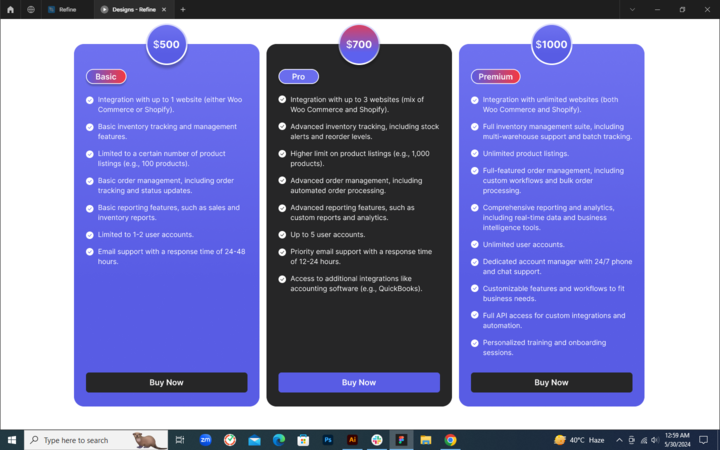 Refine
Designs - Refine
$500
Basic
Integration with up to 1 website (either Woo
Commerce or Shopify).
Basic inventory tracking and management
features.
Limited to a certain number of product
listings (e.g., 100 products).
Basic order management, including order
tracking and status updates.
Basic reporting features, such as sales and
inventory reports.
Limited to 1-2 user accounts.
Email support with a response time of 24-48
hours.
Buy Now
$700
Pro
Integration with up to 3 websites (mix of
Woo Commerce and Shopify).
Advanced inventory tracking, including stock
alerts and reorder levels.
Higher limit on product listings (e.g., 1,000
products).
Advanced order management, including
automated order processing.
Advanced reporting features, such as
custom reports and analytics.
Up to 5 user accounts.
Priority email support with a response time
of 12-24 hours.
Access to additional integrations like
accounting software (e.g., QuickBooks).
Buy Now
$1000
Premium
Integration with unlimited websites (both
Woo Commerce and Shopify).
Full inventory management suite, including
multi-warehouse support and batch tracking.
Unlimited product listings.
Full-featured order management, including
custom workflows and bulk order
processing.
Comprehensive reporting and analytics,
including real-time data and business
intelligence tools.
Unlimited user accounts.
Dedicated account manager with 24/7 phone
and chat support.
Customizable features and workflows to fit
business needs.
Full API access for custom integrations and
automation.
Personalized training and onboarding
sessions.
Buy Now
Type here to search
zm
Ps
Ai
40°C Haze
12:59 AM
5/30/2024